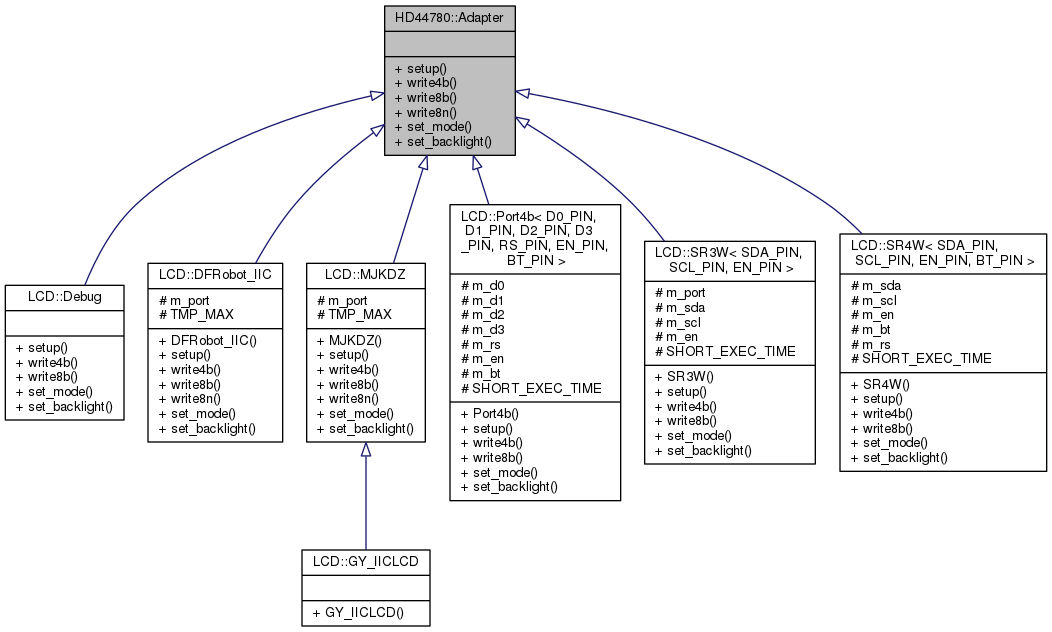 HD44780::Adapter
+ setup()
+ write4b()
+ write8b()
+ write8n()
+ set_mode()
+ set_backlight()
LCD::Debug
+ setup()
+ write4b()
+ write8b()
+ set_mode()
+ set_backlight()
LCD::DFRobot_IIC
# m_port
# TMP_MAX
+ DFRobot_IIC()
+ setup()
+ write4b()
+ write8b()
+ write8n()
+ set_mode()
+ set_backlight()
LCD::MJKDZ
# m_port
# TMP_MAX
+ MJKDZ()
+ setup()
+ write4b()
+ write8b()
+ write8n()
+ set_mode()
+ set_backlight()
LCD::Port4b< D0_PIN,
D1_PIN, D2_PIN, D3
_PIN, RS_PIN, EN_PIN,
BT_PIN >
# m_d0
# m_d1
# m_d2
# m_d3
# m_rs
# m_en
# m_bt
# SHORT_EXEC_TIME
+ Port4b()
+ setup()
+ write4b()
+ write8b()
+ set_mode()
+ set_backlight()
LCD::SR3W< SDA_PIN,
SCL_PIN, EN_PIN >
# m_port
# m_sda
# m_scl
# m_en
# SHORT_EXEC_TIME
+ SR3W()
+ setup()
+ write4b()
+ write8b()
+ set_mode()
+ set_backlight()
LCD::SR4W< SDA_PIN,
SCL_PIN, EN_PIN, BT_PIN >
# m_sda
# m_scl
# m_en
# m_bt
# m_rs
# SHORT_EXEC_TIME
+ SR4W()
+ setup()
+ write4b()
+ write8b()
+ set_mode()
+ set_backlight()
LCD::GY_IICLCD
+ GY_IICLCD()